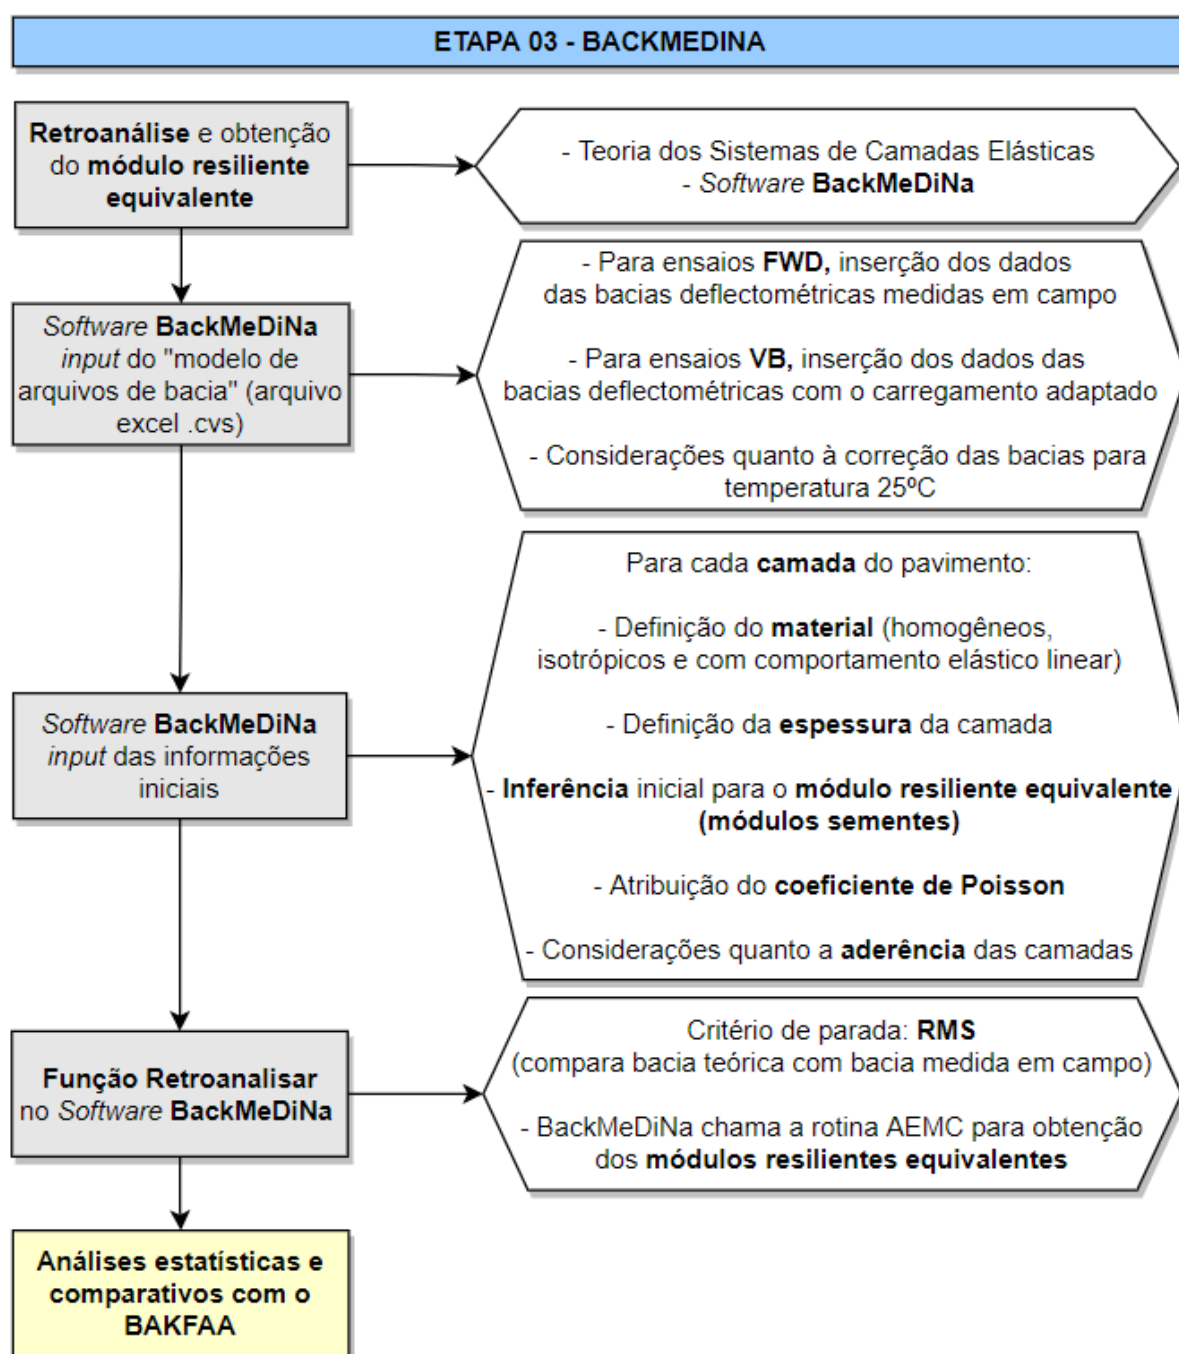 ETAPA 03 - BACKMEDINA
Retroanálise e obtenção
do módulo resiliente
equivalente
- Teoria dos Sistemas de Camadas Elásticas
- Software BackMeDiNa
Software BackMeDiNa
input do "modelo de
arquivos de bacia" (arquivo
excel .cvs)
- Para ensaios FWD, inserção dos dados
das bacias deflectométricas medidas em campo
- Para ensaios VB, inserção dos dados das
bacias deflectométricas com o carregamento adaptado
- Considerações quanto à correção das bacias para
temperatura 25ºC
Software BackMeDiNa
input das informações
iniciais
Para cada camada do pavimento:
- Definição do material (homogêneos,
isotrópicos e com comportamento elástico linear)
- Definição da espessura da camada
- Inferência inicial para o módulo resiliente equivalente
(módulos sementes)
- Atribuição do coeficiente de Poisson
- Considerações quanto a aderência das camadas
Função Retroanalisar
no Software BackMeDiNa
Critério de parada: RMS
(compara bacia teórica com bacia medida em campo)
- BackMeDiNa chama a rotina AEMC para obtenção
dos módulos resilientes equivalentes
Análises estatísticas e
comparativos com o
BAKFAA